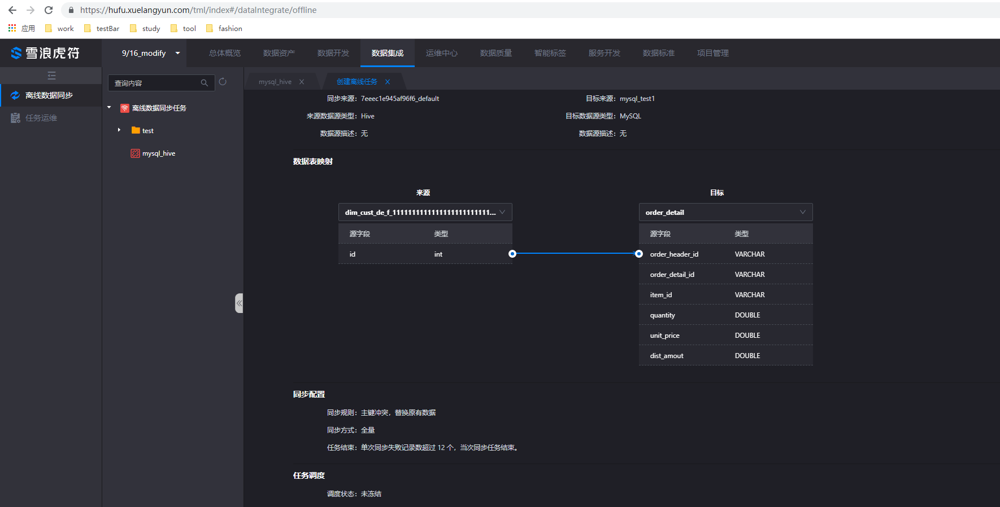 https://hufu.xuelangyun.com/tml/index#/dataIntegrate/offline
应用 work testBar study tool fashion
雪浪虎符 9/16_modify 总体概览 数据资产 数据开发 数据集成 运维中心 数据质量 智能标签 服务开发 数据标准 项目管理
离线数据同步
任务运维
查询内容
离线数据同步任务
test
mysql_hive
mysql_hive 创建离线任务
同步来源：7eeec1e945af96f6_default 目标来源：mysql_test1
来源数据源类型：Hive 目标数据源类型：MySQL
数据源描述：无 数据源描述：无
数据表映射
来源 目标
dim_cust_de_f_1111111111111111111111111... order_detail
源字段 类型 源字段 类型
id int order_header_id VARCHAR
order_detail_id VARCHAR
item_id VARCHAR
quantity DOUBLE
unit_price DOUBLE
dist_amout DOUBLE
同步配置
同步规则：主键冲突，替换原有数据
同步方式：全量
任务结束：单次同步失败记录数超过 12 个，当次同步任务结束。
任务调度
调度状态：未冻结